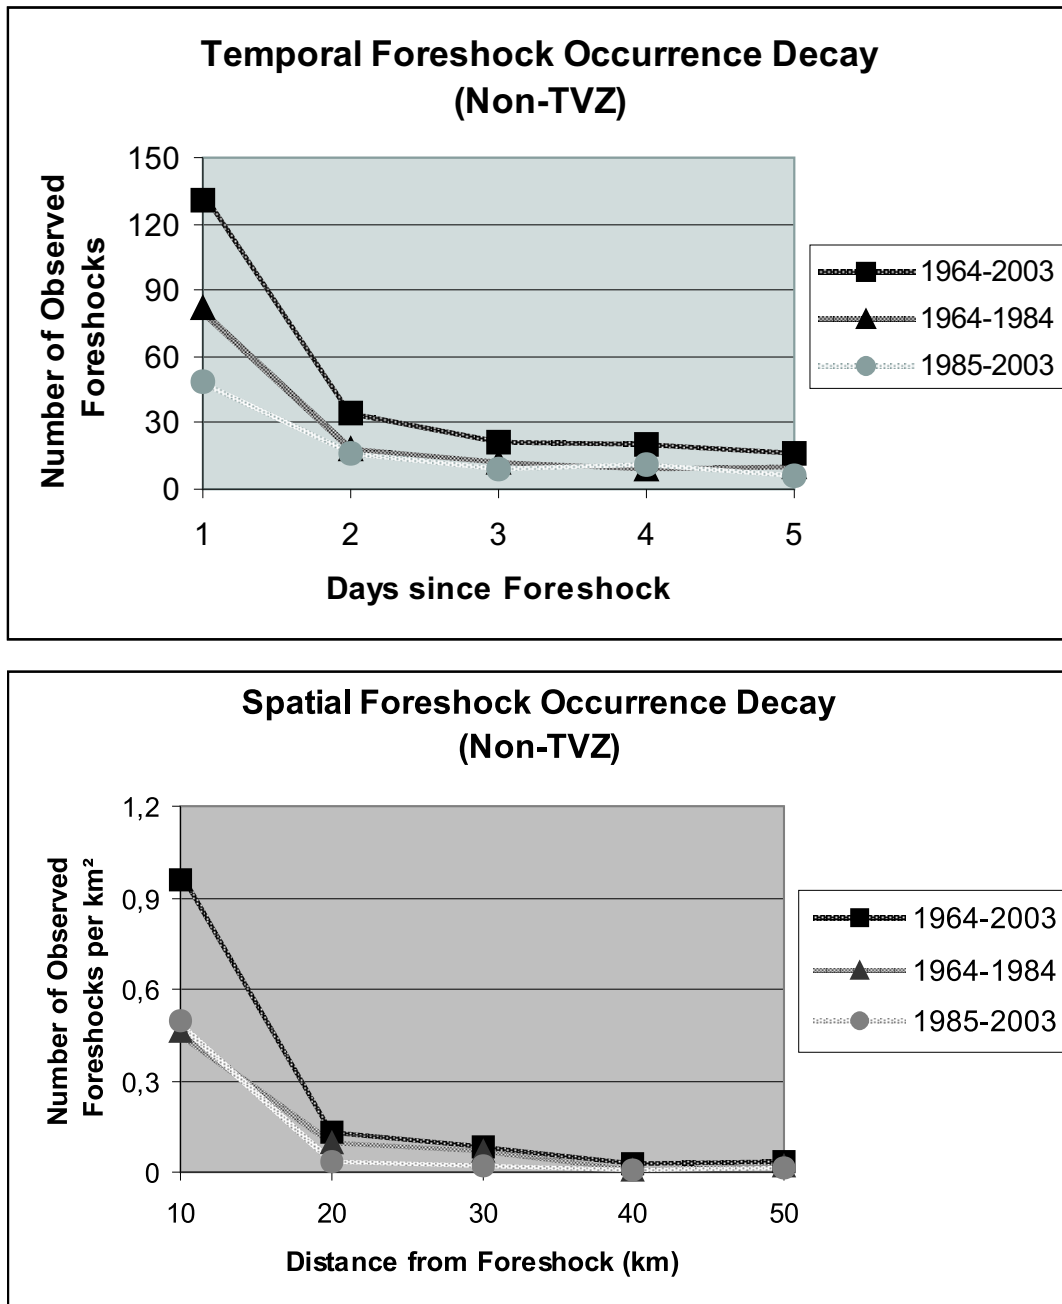 Temporal Foreshock Occurrence Decay
(Non-TVZ)
Number of Observed
Foreshocks
150
120
90
60
30
0
1 2 3 4 5
Days since Foreshock
1964-2003
1964-1984
1985-2003
Spatial Foreshock Occurrence Decay
(Non-TVZ)
Number of Observed
Foreshocks per km²
1,2
0,9
0,6
0,3
0
10 20 30 40 50
Distance from Foreshock (km)
1964-2003
1964-1984
1985-2003